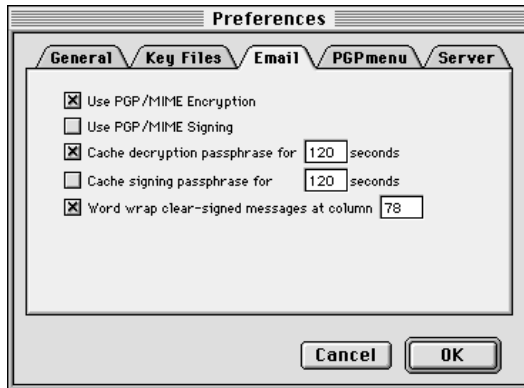 Preferences
General Key Files Email PGPmenu Server
Use PGP/MIME Encryption
Use PGP/MIME Signing
Cache decryption passphrase for 120 seconds
Cache signing passphrase for 120 seconds
Word wrap clear-signed messages at column 78
Cancel OK